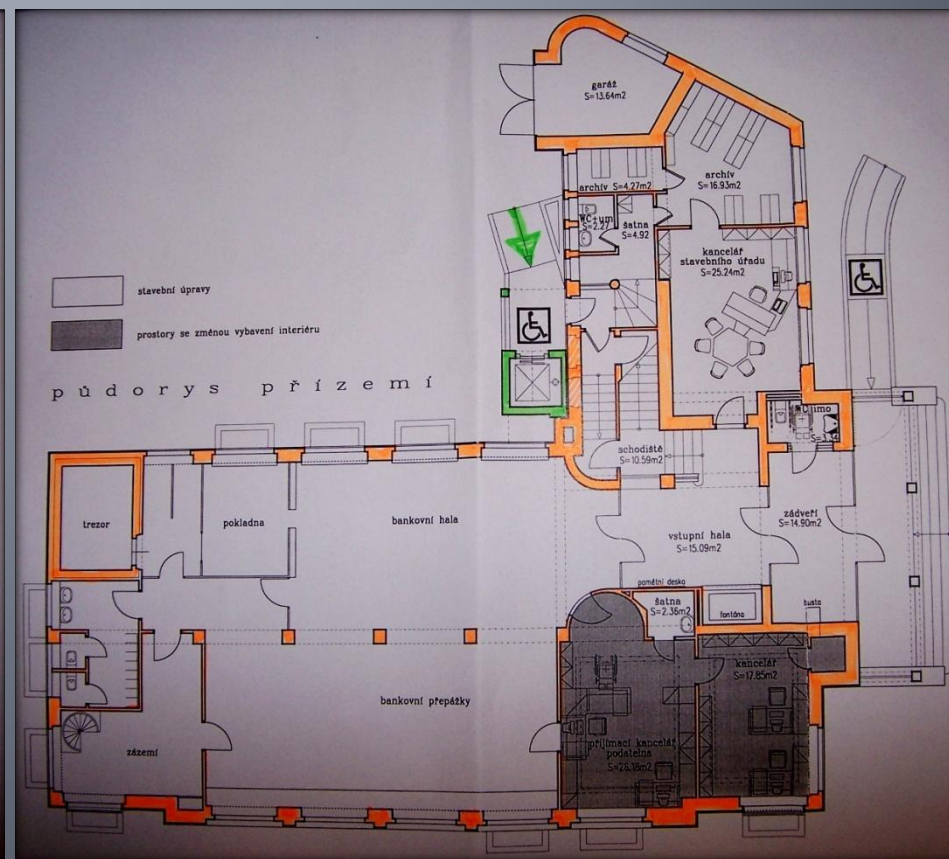 garáž
S=13.64m2
archív S=4.27m2
archív
S=16.93m2
WC+um
S=2.27
šatna
S=4.92
kancelář
stavebního úřadu
S=25.24m2
stavební úpravy
prostory se změnou vybavení interiéru
půdorys přízemí
schodiště
S=10.59m2
trezor
pokladna
bankovní hala
vstupní hala
S=15.09m2
zádveří
S=14.90m2
pamětní deska
šatna
S=2.36m2
fontána
kancelář
S=17.85m2
bankovní přepážky
zázemí
přijímací kancelář
podatelna
S=26.18m2